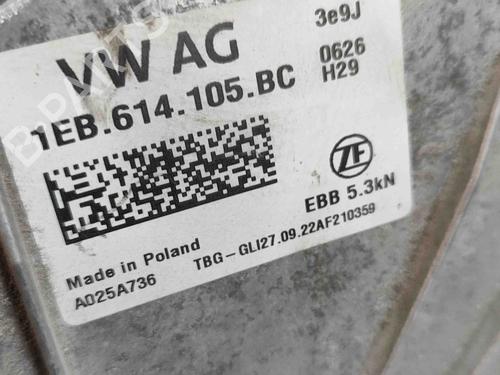 VW AG
3e9J
1EB.614.105.BC
0626
H29
ZF
EBB 5.3kN
Made in Poland
TBG-GLI27.09.22AF210359
A025A736
B-PARTS